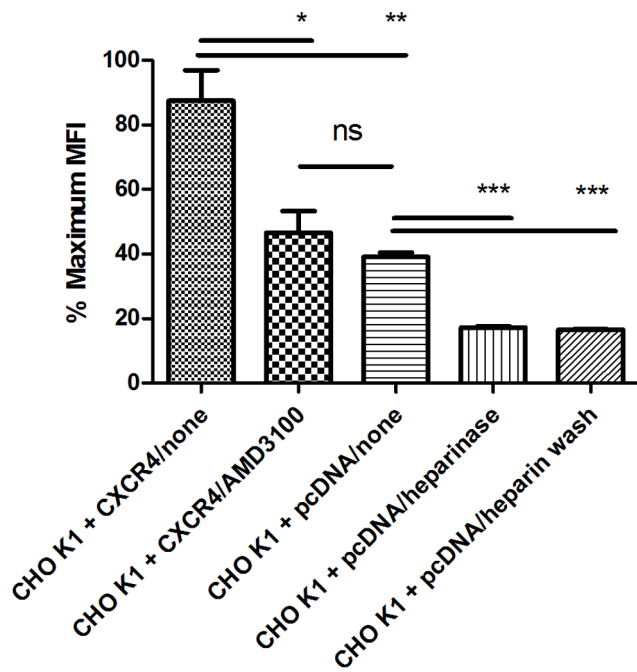 * **
100
80
ns
60
*** ***
40
20
0
% Maximum MFI
CHO K1 + CXCR4/none
CHO K1 + CXCR4/AMD3100
CHO K1 + pcDNA/none
CHO K1 + pcDNA/heparinase
CHO K1 + pcDNA/heparin wash